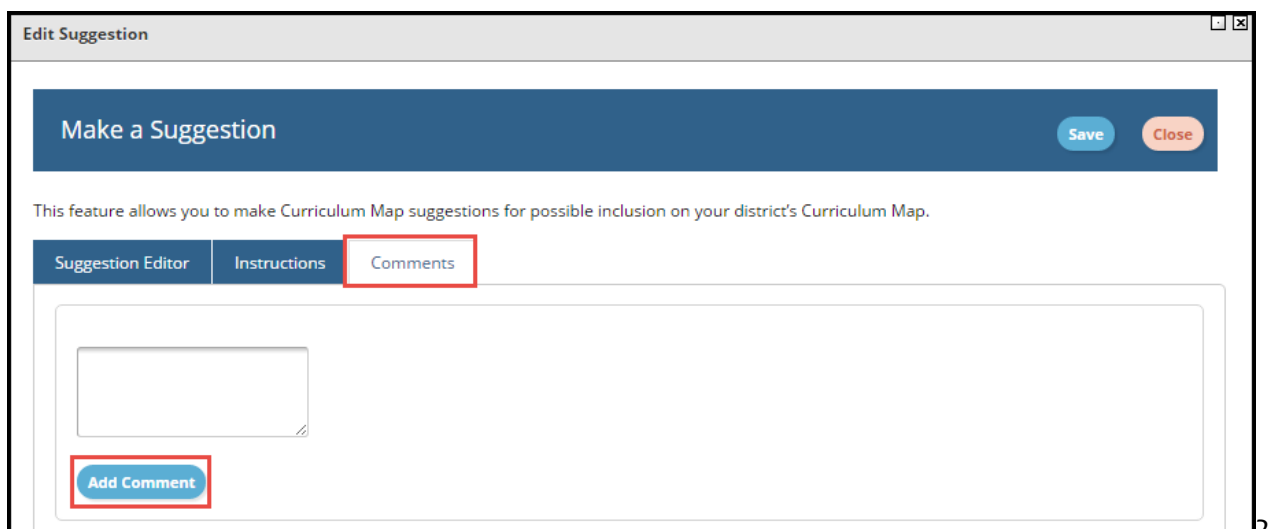 Edit Suggestion
Make a Suggestion
Save
Close
This feature allows you to make Curriculum Map suggestions for possible inclusion on your district's Curriculum Map.
Suggestion Editor
Instructions
Comments
Add Comment